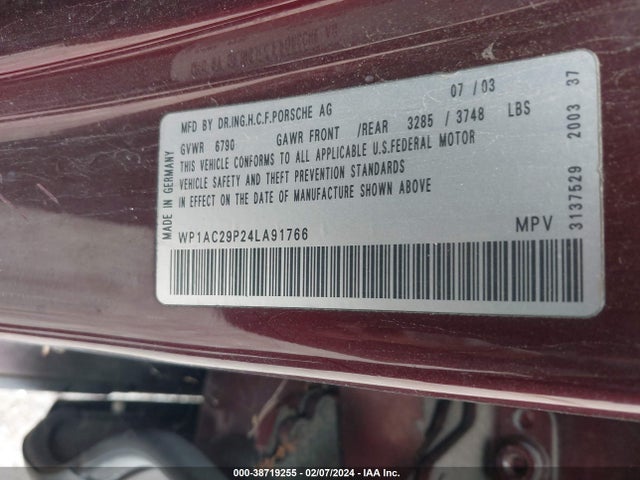 07 / 03
MFD BY DR.ING.H.C.F.PORSCHE AG
GVWR 6790 GAWR FRONT /REAR 3285 / 3748 LBS
THIS VEHICLE CONFORMS TO ALL APPLICABLE U.S.FEDERAL MOTOR
VEHICLE SAFETY AND THEFT PREVENTION STANDARDS
IN EFFECT ON THE DATE OF MANUFACTURE SHOWN ABOVE
WP1AC29P24LA91766 MPV
MADE IN GERMANY
3137529 2003 37
000-38719255 - 02/07/2024 - IAA Inc.